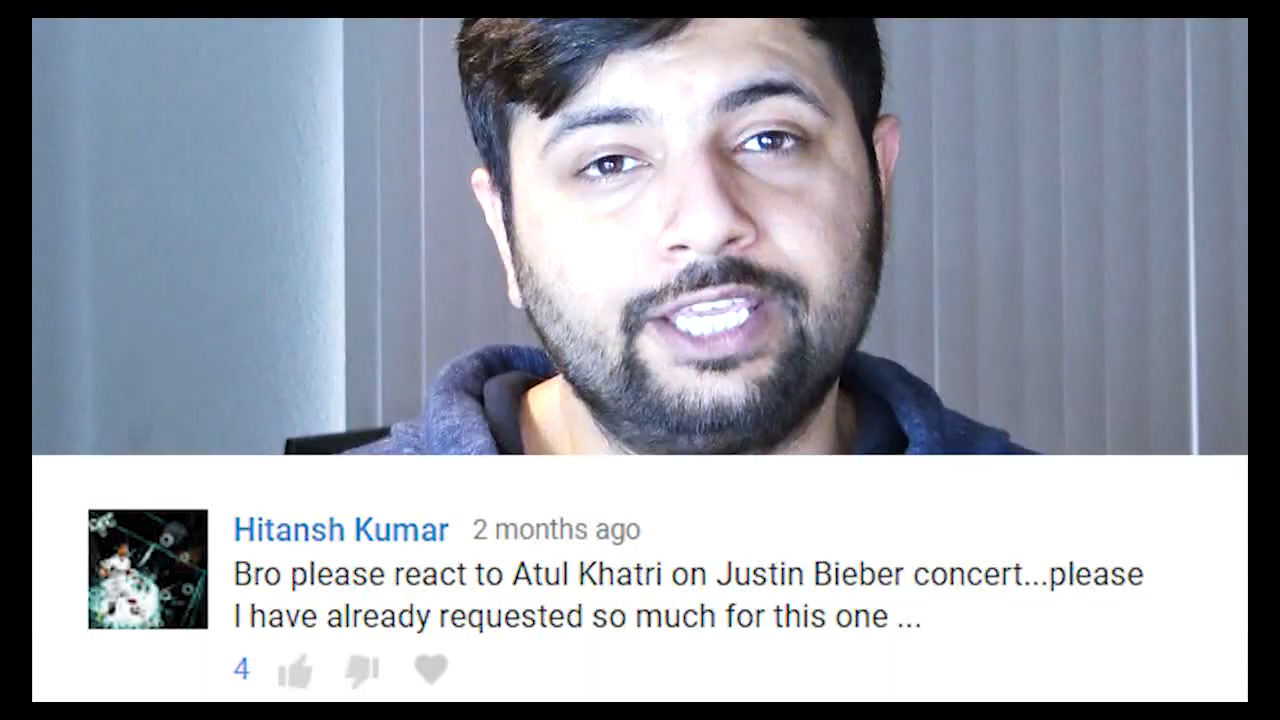 Hitansh Kumar 2 months ago
Bro please react to Atul Khatri on Justin Bieber concert...please
I have already requested so much for this one ...
4